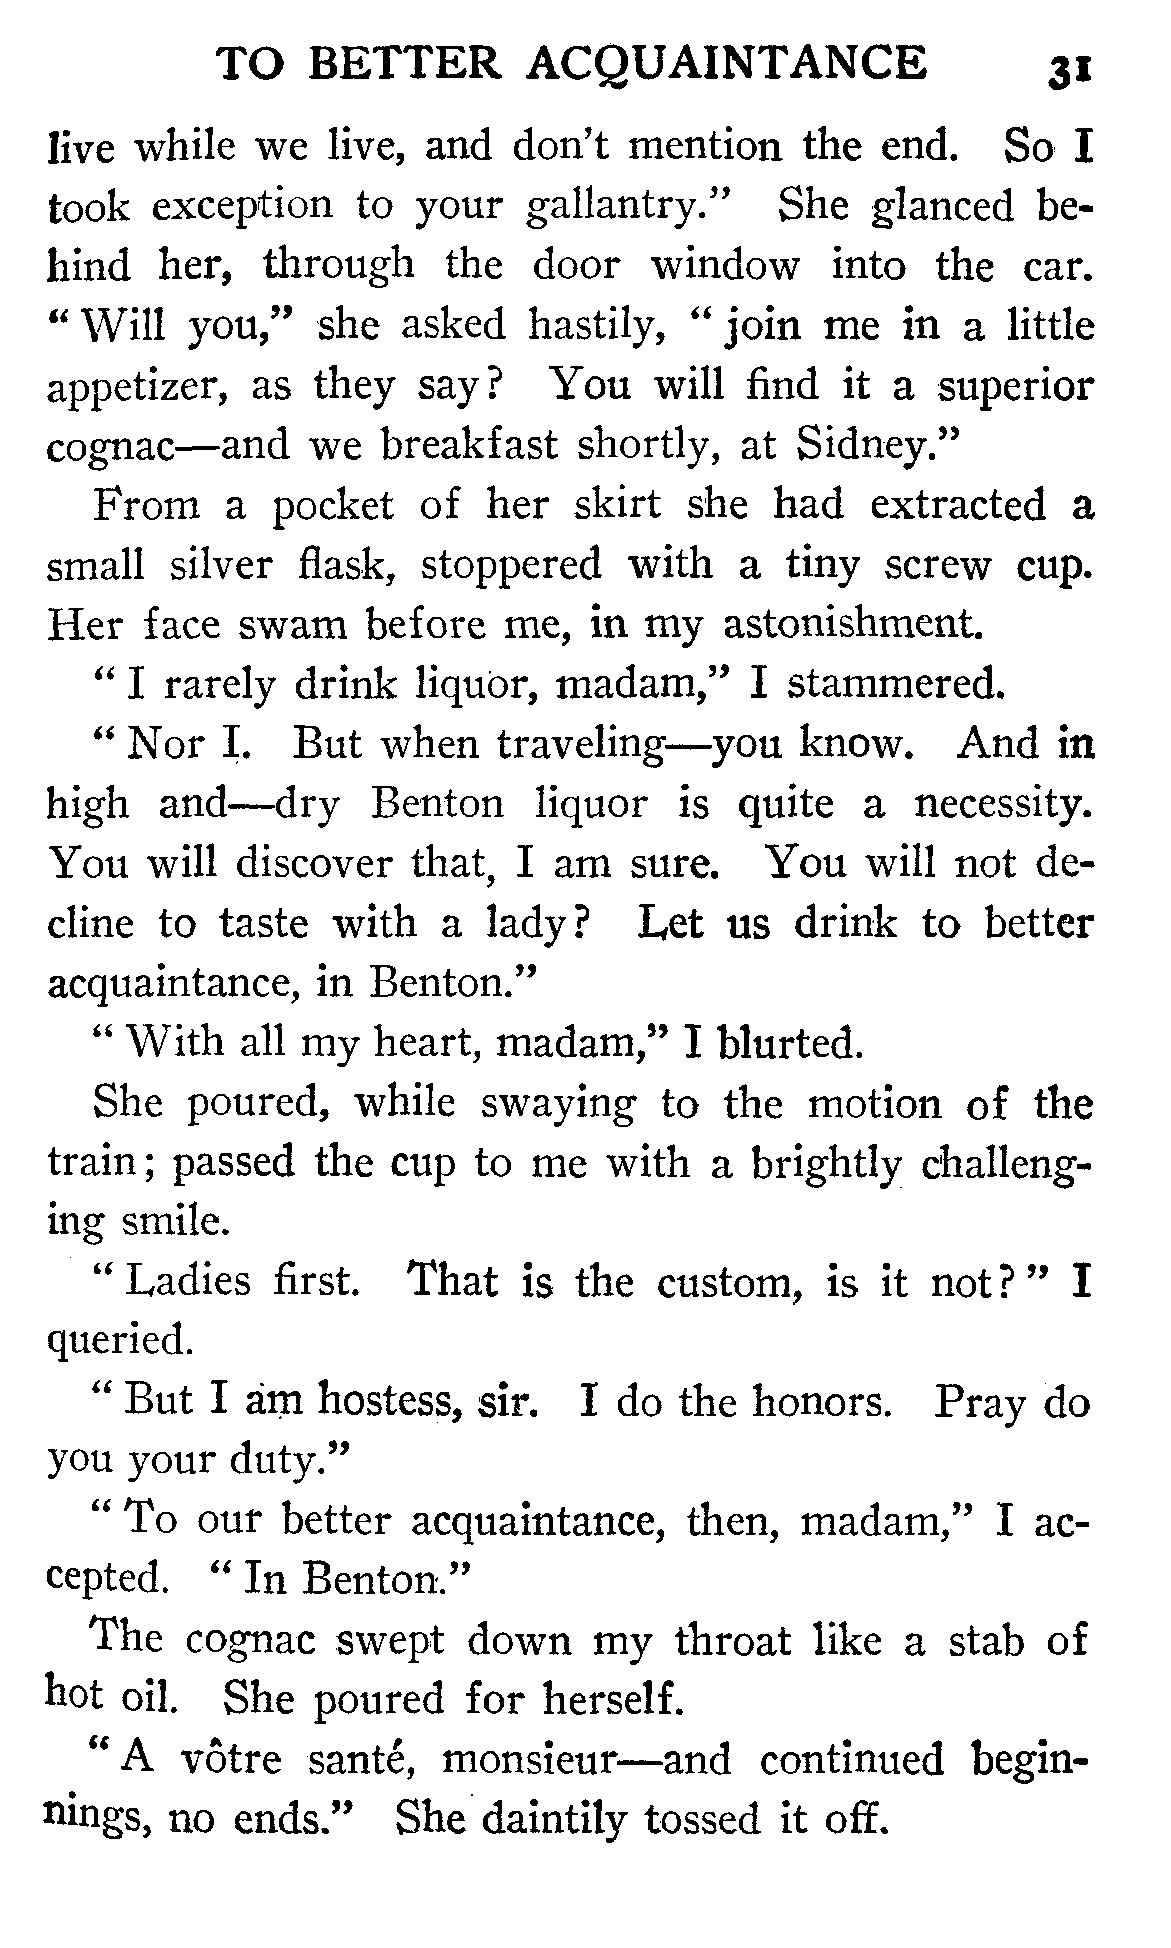 TO BETTER ACQUAINTANCE 31
live while we live, and don't mention the end. So I
took exception to your gallantry." She glanced be-
hind her, through the door window into the car.
"Will you," she asked hastily, "join me in a little
appetizer, as they say? You will find it a superior
cognac—and we breakfast shortly, at Sidney."
From a pocket of her skirt she had extracted a
small silver flask, stoppered with a tiny screw cup.
Her face swam before me, in my astonishment.
"I rarely drink liquor, madam," I stammered.
"Nor I. But when traveling—you know. And in
high and—dry Benton liquor is quite a necessity.
You will discover that, I am sure. You will not de-
cline to taste with a lady? Let us drink to better
acquaintance, in Benton."
"With all my heart, madam," I blurted.
She poured, while swaying to the motion of the
train; passed the cup to me with a brightly challeng-
ing smile.
"Ladies first. That is the custom, is it not?" I
queried.
"But I am hostess, sir. I do the honors. Pray do
you your duty."
"To our better acquaintance, then, madam," I ac-
cepted. "In Benton."
The cognac swept down my throat like a stab of
hot oil. She poured for herself.
"A vôtre santé, monsieur—and continued begin-
nings, no ends." She daintily tossed it off.